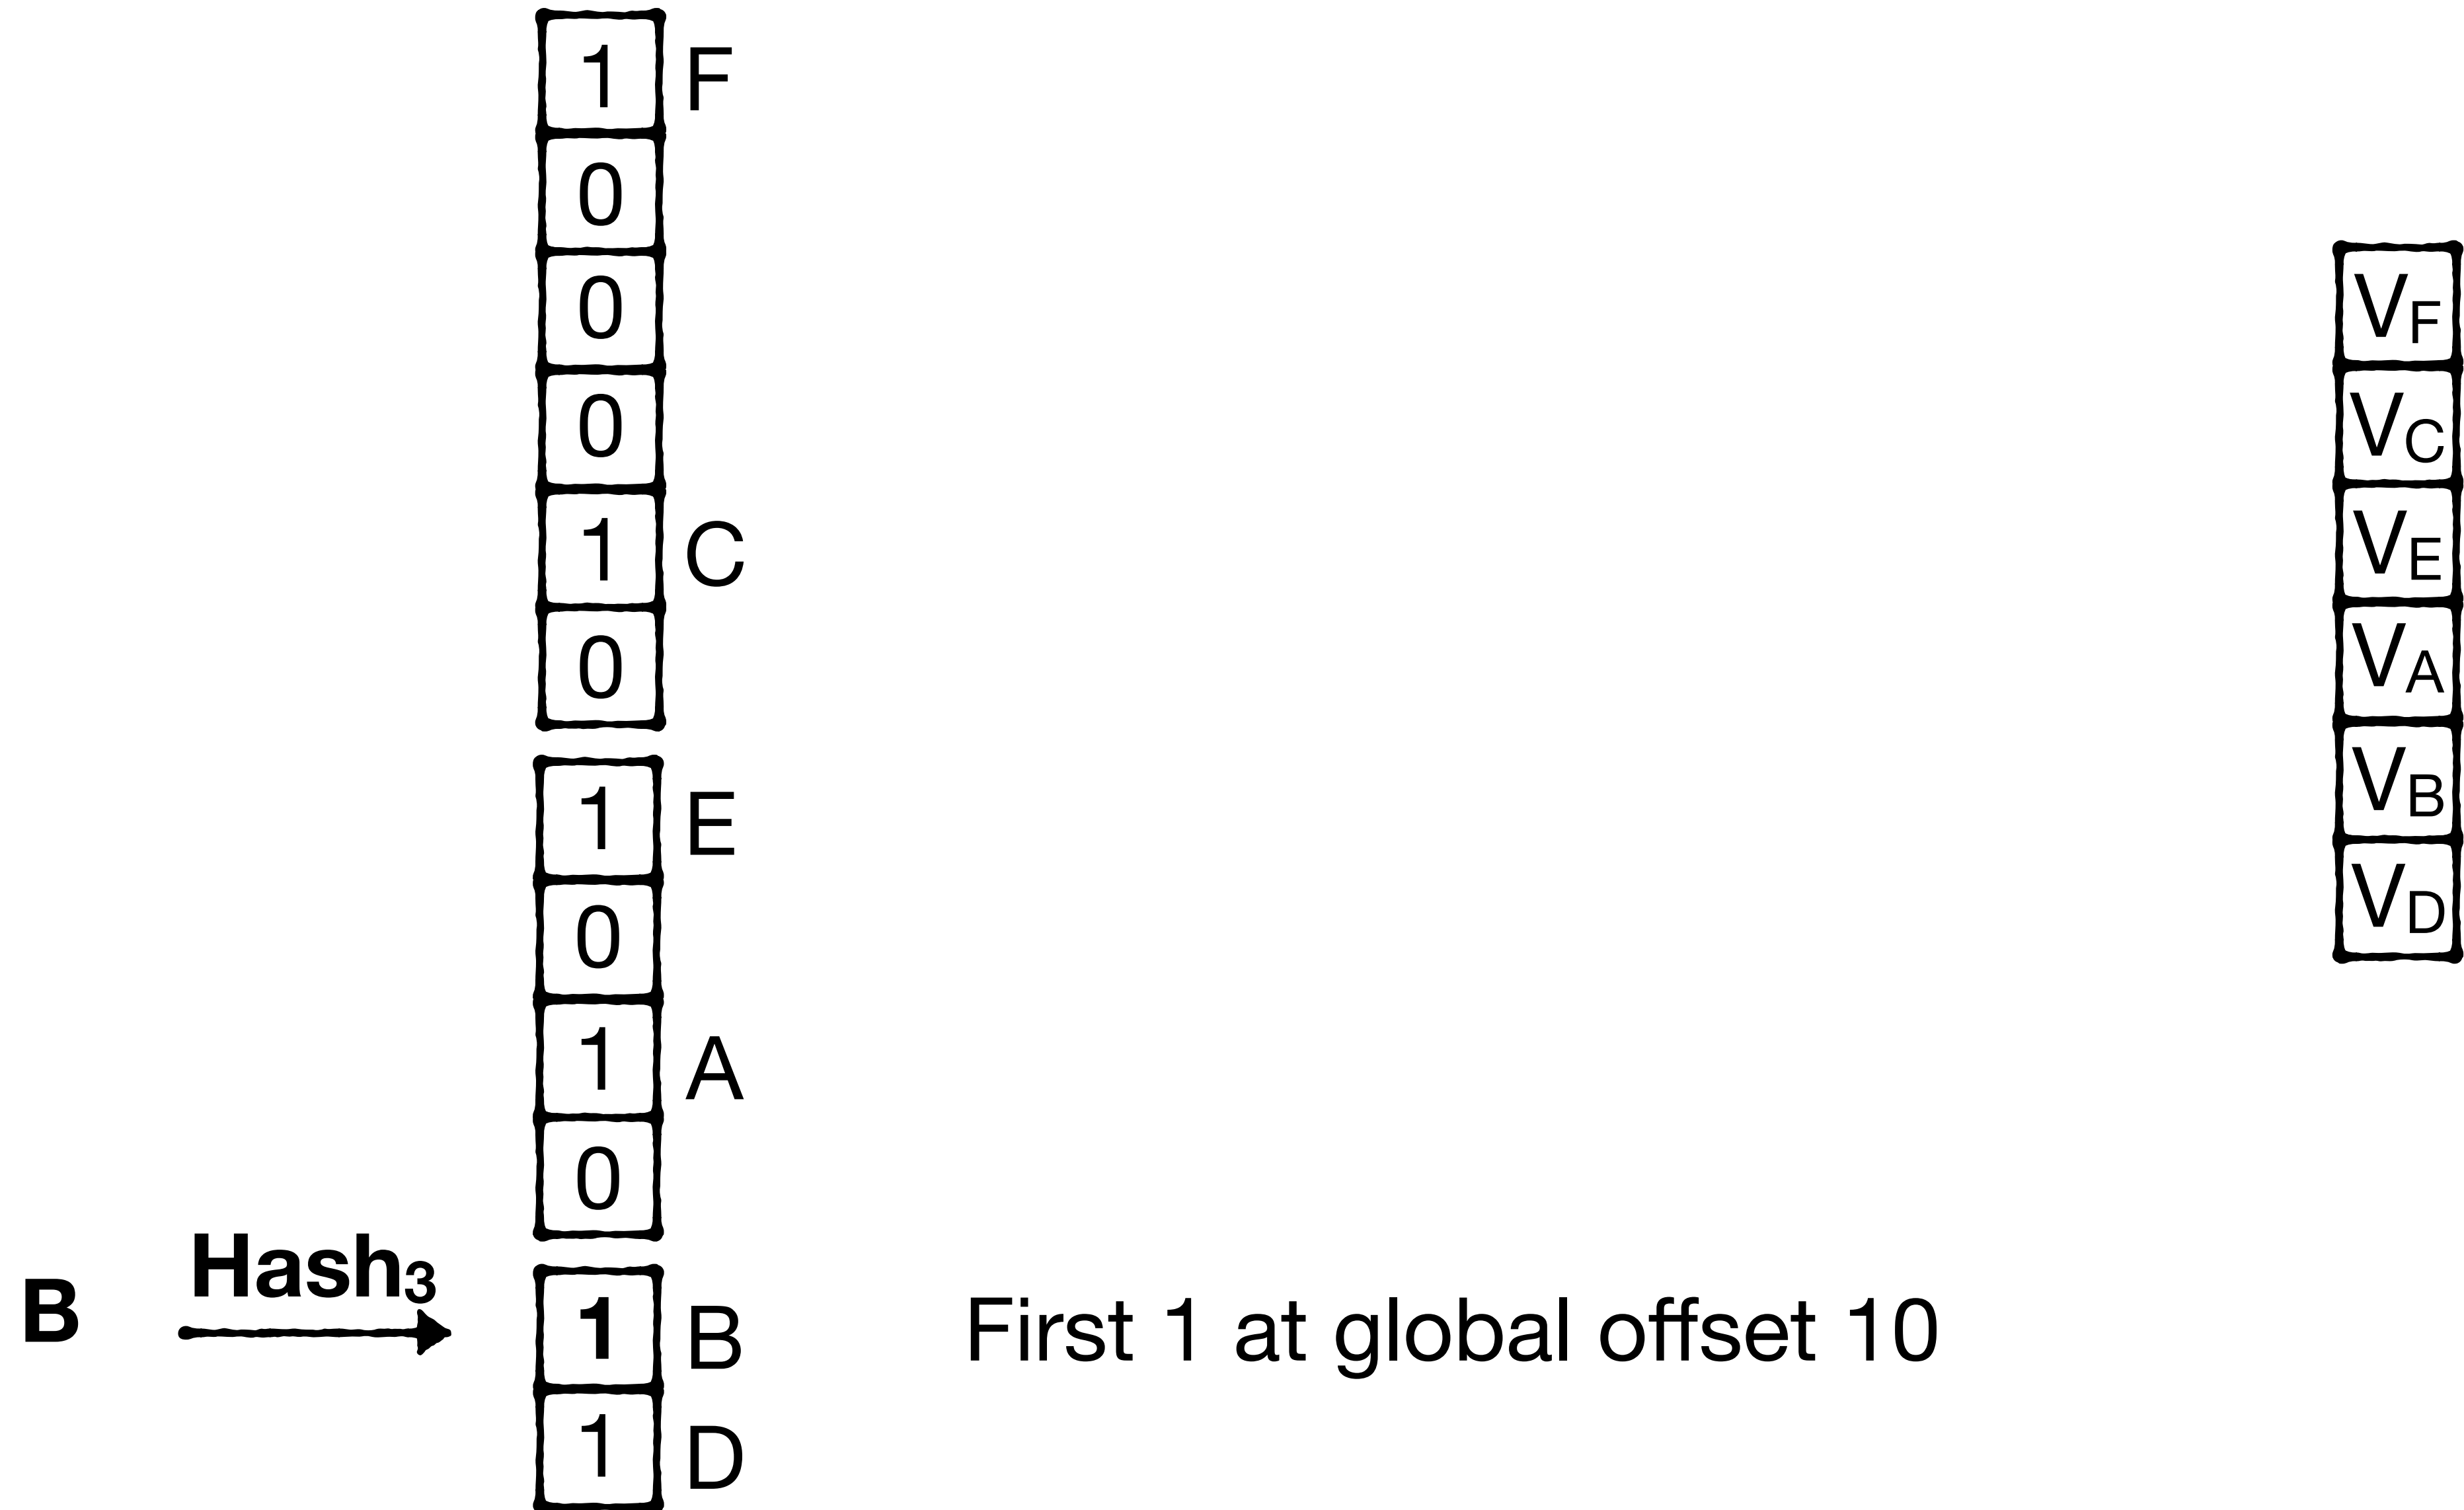 1 F
0
0
0
1 C
0
1 E
0
1 A
0
B Hash3 1 B First 1 at global offset 10
1 D
VF
VC
VE
VA
VB
VD